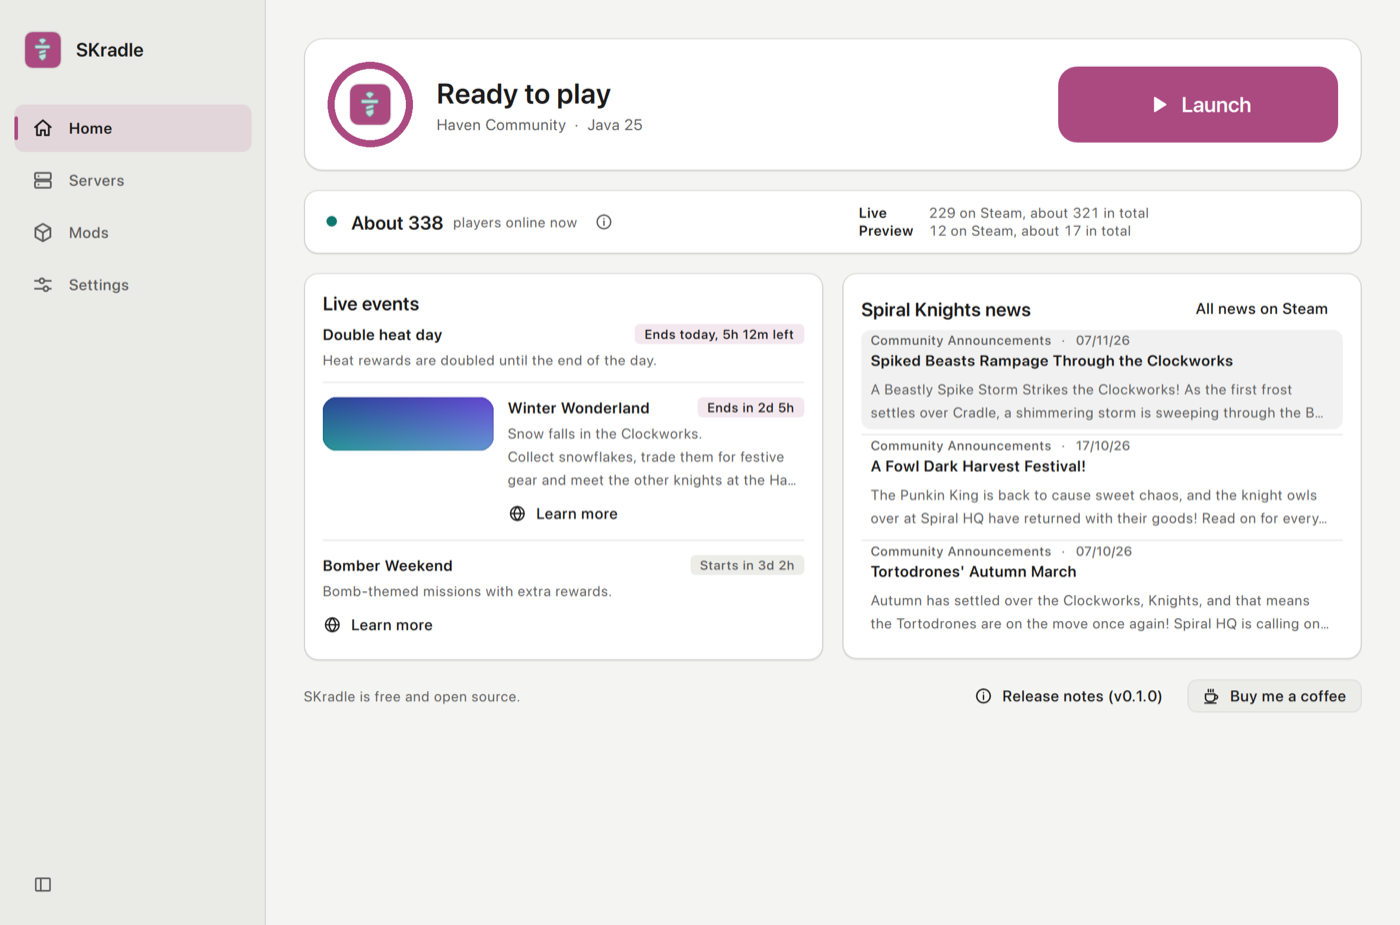 SKradle
Home
Servers
Mods
Settings
Ready to play
Haven Community · Java 25
Launch
About 338 players online now
Live 229 on Steam, about 321 in total
Preview 12 on Steam, about 17 in total
Live events
Double heat day
Ends today, 5h 12m left
Heat rewards are doubled until the end of the day.
Winter Wonderland
Ends in 2d 5h
Snow falls in the Clockworks.
Collect snowflakes, trade them for festive
gear and meet the other knights at the Ha…
Learn more
Bomber Weekend
Starts in 3d 2h
Bomb-themed missions with extra rewards.
Learn more
Spiral Knights news
All news on Steam
Community Announcements · 07/11/26
Spiked Beasts Rampage Through the Clockworks
A Beastly Spike Storm Strikes the Clockworks! As the first frost
settles over Cradle, a shimmering storm is sweeping through the B…
Community Announcements · 17/10/26
A Fowl Dark Harvest Festival!
The Punkin King is back to cause sweet chaos, and the knight owls
over at Spiral HQ have returned with their goods! Read on for every…
Community Announcements · 07/10/26
Tortodrones' Autumn March
Autumn has settled over the Clockworks, Knights, and that means
the Tortodrones are on the move once again! Spiral HQ is calling on…
SKradle is free and open source.
Release notes (v0.1.0)
Buy me a coffee